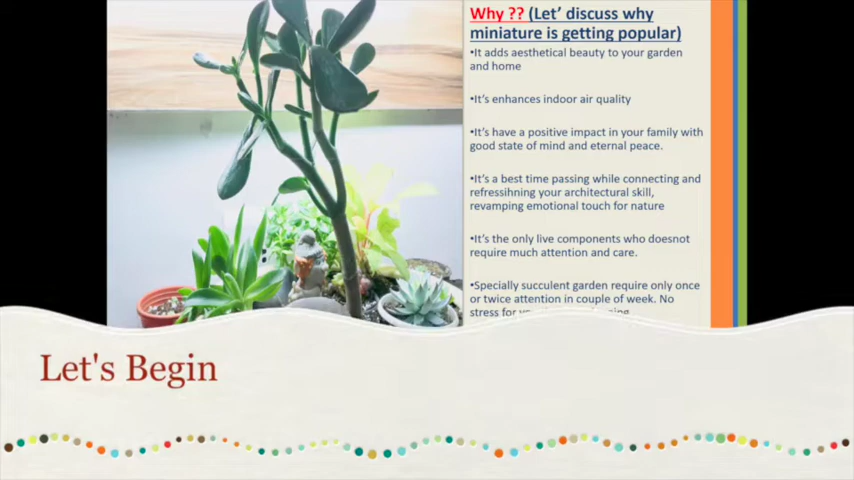 Why ?? (Let' discuss why
miniature is getting popular)
•It adds aesthetical beauty to your garden
and home
•It's enhances indoor air quality
•It's have a positive impact in your family with
good state of mind and eternal peace.
•It's a best time passing while connecting and
refressihning your architectural skill,
revamping emotional touch for nature
•It's the only live components who doesnot
require much attention and care.
•Specially succulent garden require only once
or twice attention in couple of week. No
stress for
Let's Begin